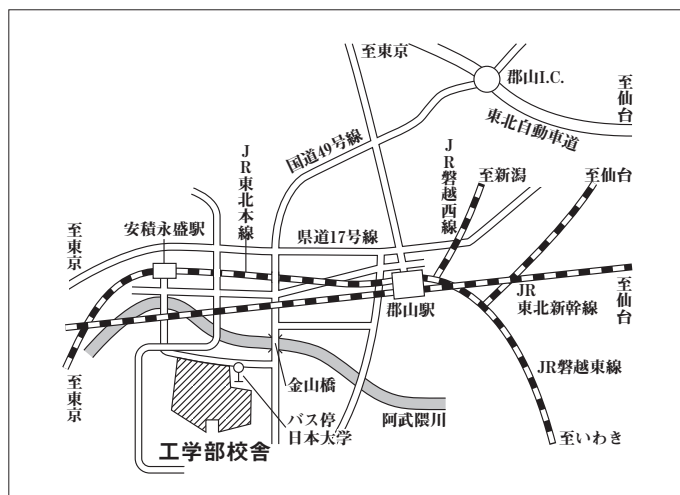 至東京
郡山I.C.
至仙台
東北自動車道
国道49号線
JR東北本線
JR磐越西線
至新潟
至仙台
安積永盛駅
至東京
県道17号線
郡山駅
JR
東北新幹線
至仙台
JR磐越東線
至東京
金山橋
バス停
日本大学
阿武隈川
至いわき
工学部校舎